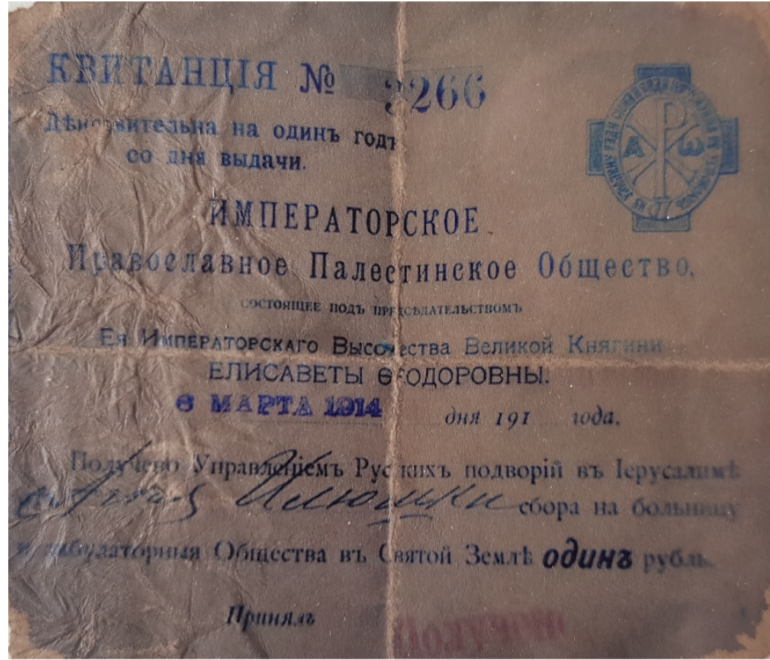 КВИТАНЦІЯ № 3266
Дѣйствительна на одинъ годъ
со дня выдачи.
ИМПЕРАТОРСКОЕ
Православное Палестинское Общество,
СОСТОЯЩЕЕ ПОДЪ ПРЕДСѢДАТЕЛЬСТВОМЪ
Ея Императорскаго Высочества Великой Княгини
ЕЛИСАВЕТЫ ѲЕОДОРОВНЫ.
6 МАРТА 1914 дня 191 года.
Получено Управленіемъ Русскихъ подворій въ Іерусалимѣ
сбора на больницу
и амбулаторныя Общества въ Святой Землѣ одинъ рубль.
Принялъ